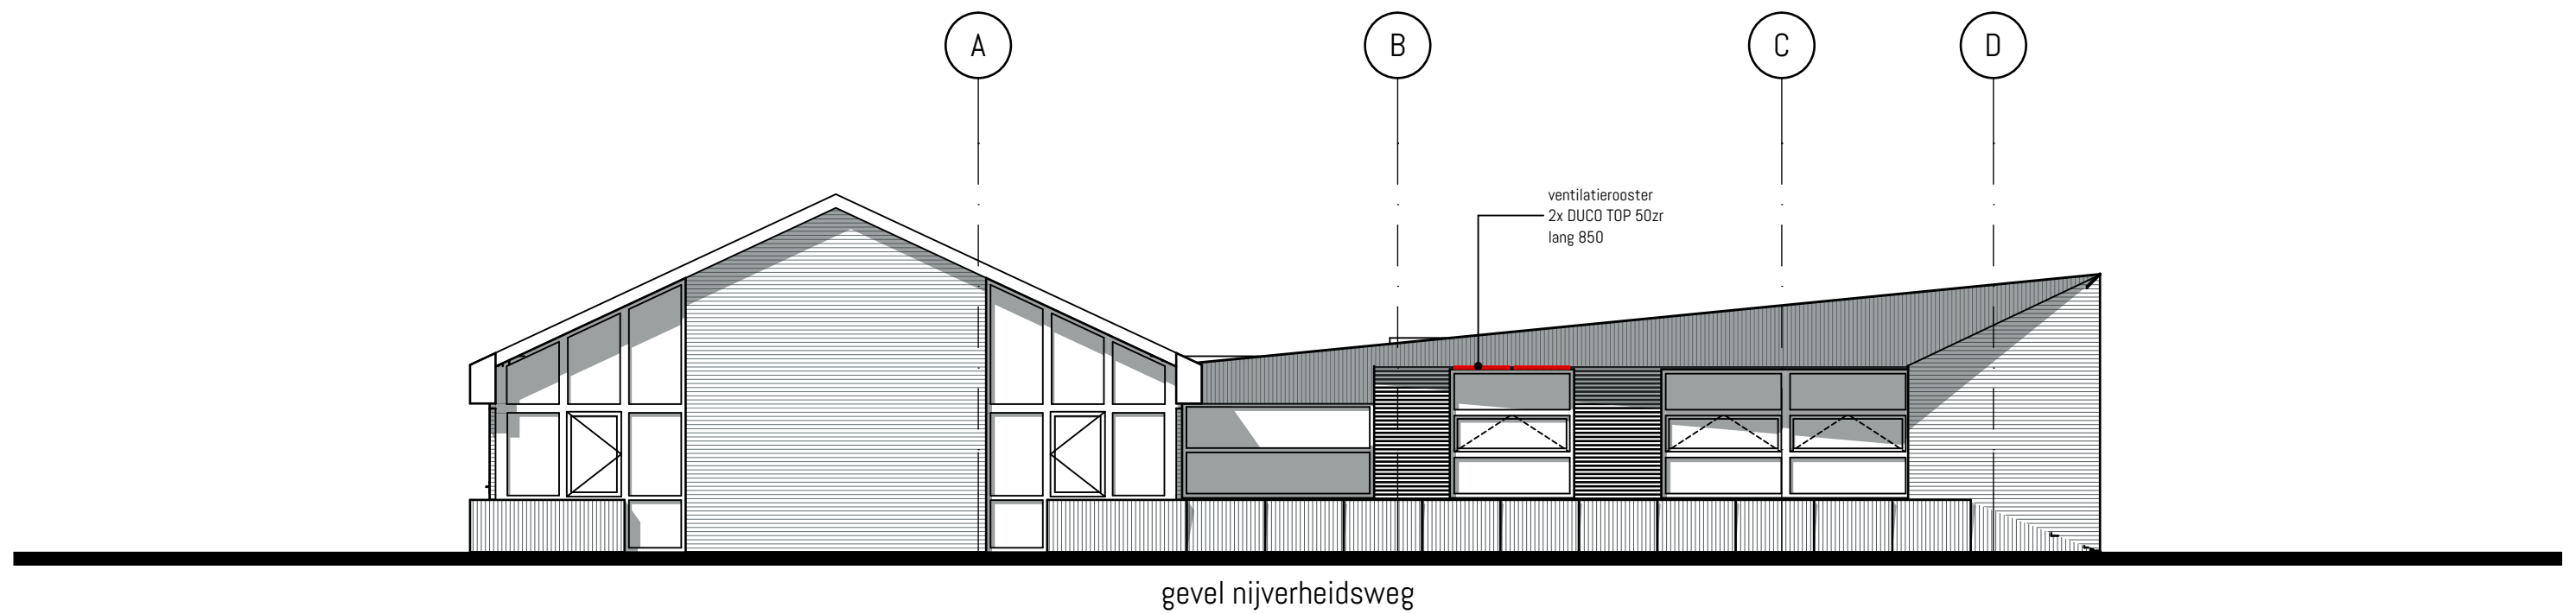 A
B
C
D
ventilatierooster
2x DUCO TOP 50zr
lang 850
gevel nijverheidsweg